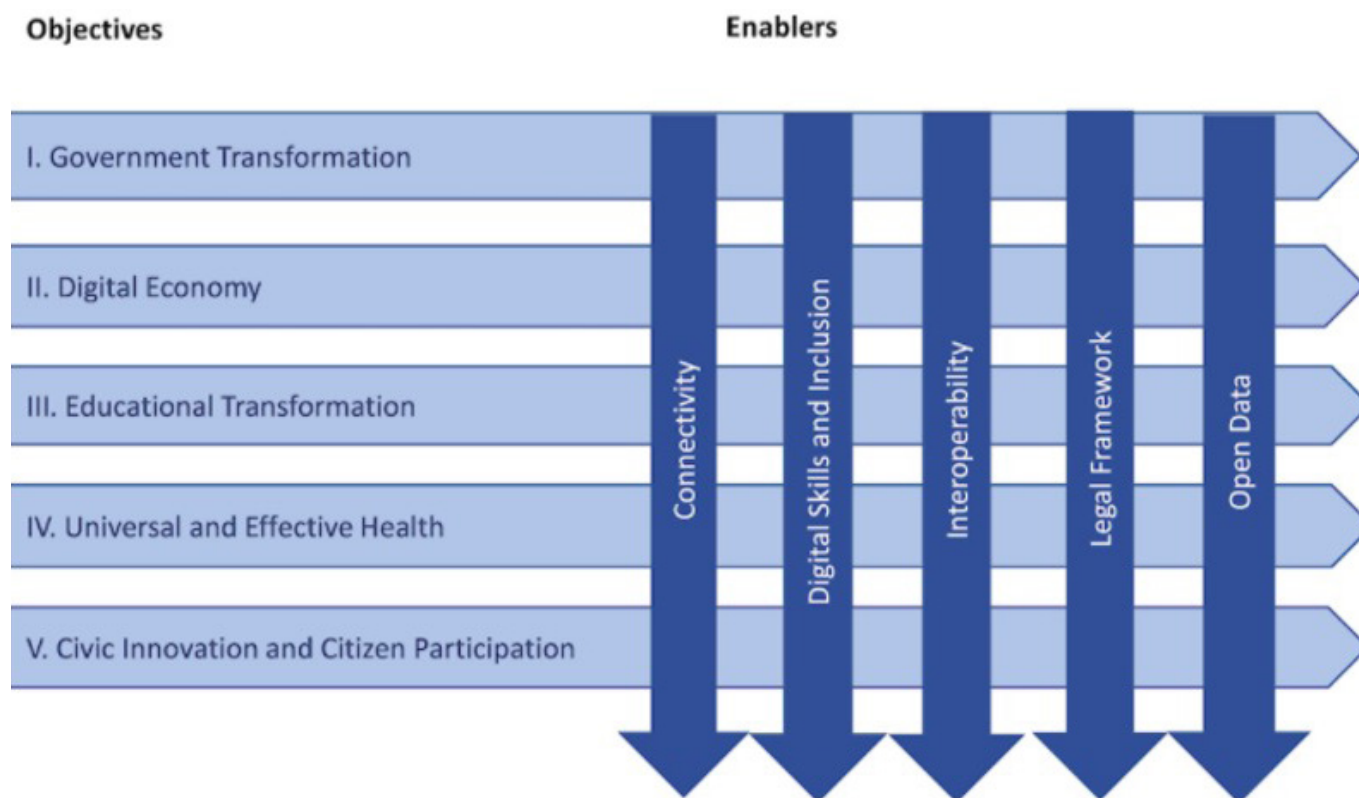 Objectives
Enablers
I. Government Transformation
II. Digital Economy
III. Educational Transformation
IV. Universal and Effective Health
V. Civic Innovation and Citizen Participation
Connectivity
Digital Skills and Inclusion
Interoperability
Legal Framework
Open Data